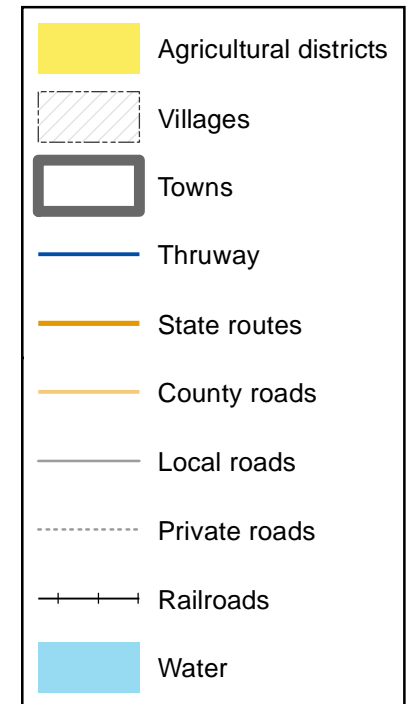 Agricultural districts
Villages
Towns
Thruway
State routes
County roads
Local roads
Private roads
Railroads
Water